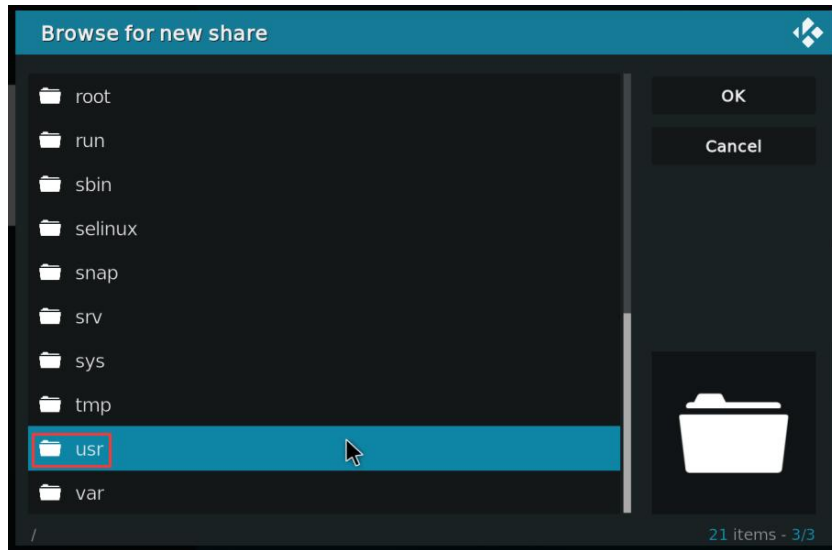 Browse for new share
root
run
sbin
selinux
snap
srv
sys
tmp
usr
var
OK
Cancel
/
21 items - 3/3